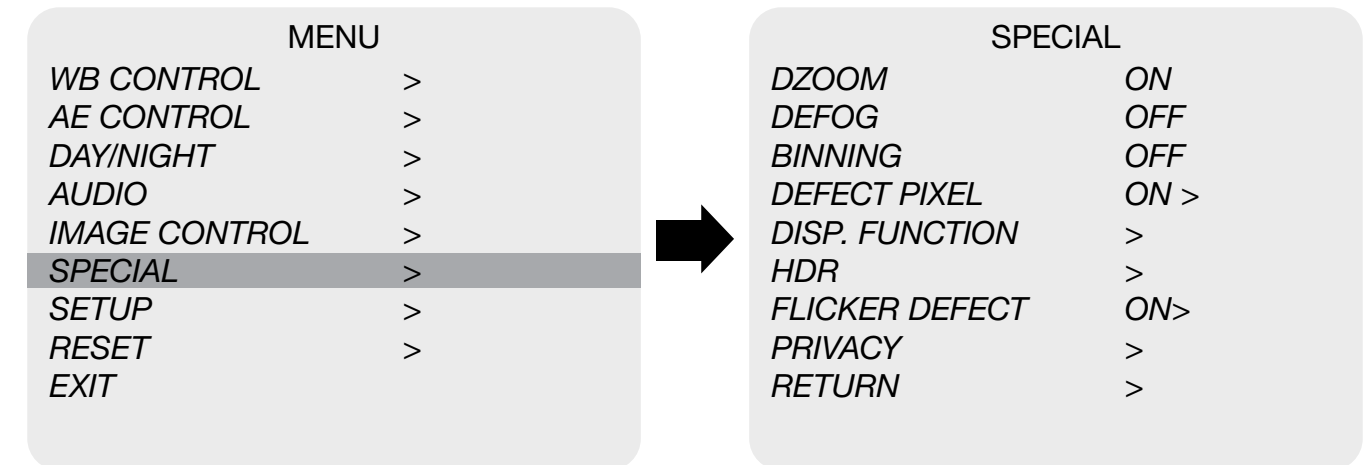 MENU
WB CONTROL >
AE CONTROL >
DAY/NIGHT >
AUDIO >
IMAGE CONTROL >
SPECIAL >
SETUP >
RESET >
EXIT
SPECIAL
DZOOM ON
DEFOG OFF
BINNING OFF
DEFECT PIXEL ON >
DISP. FUNCTION >
HDR >
FLICKER DEFECT ON>
PRIVACY >
RETURN >